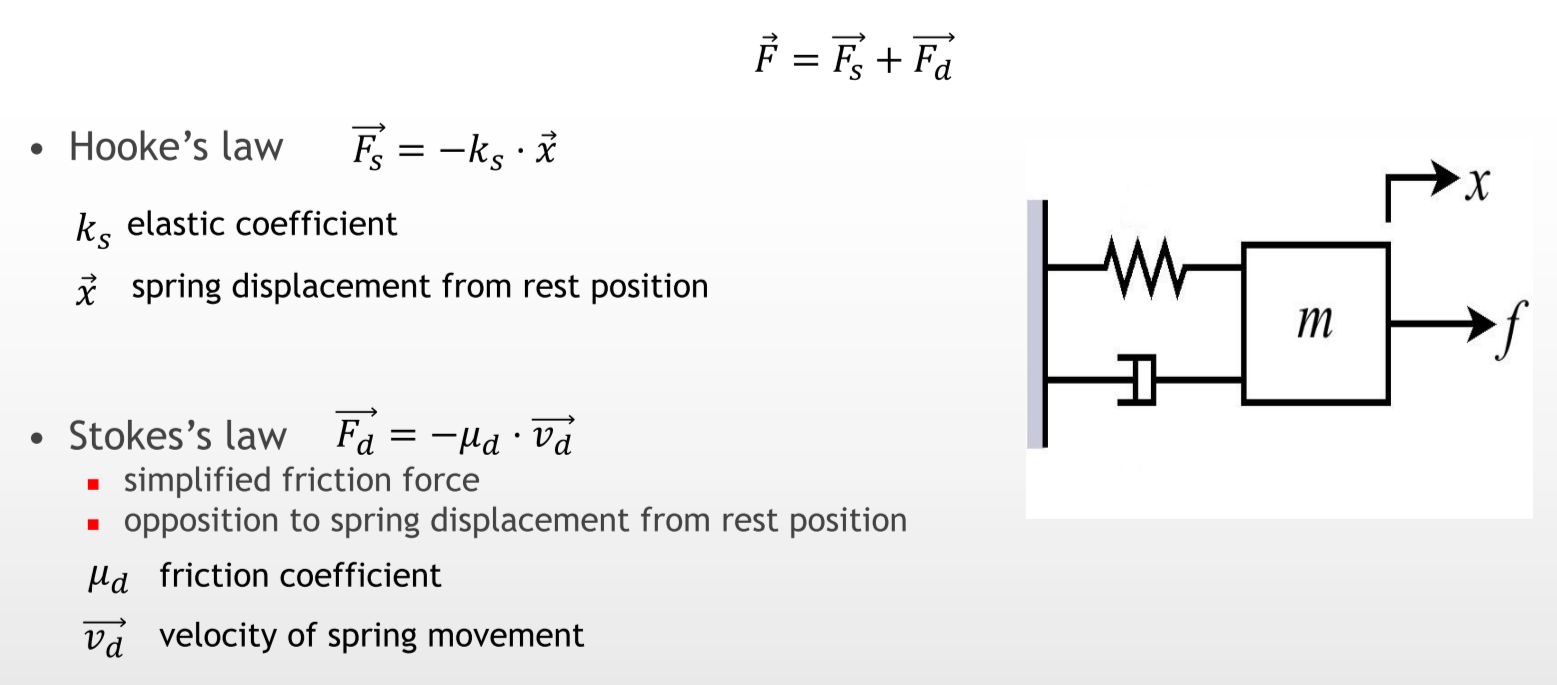 $\vec{F} = \overrightarrow{F_s} + \overrightarrow{F_d}$
• Hooke’s law $\overrightarrow{F_s} = -k_s \cdot \vec{x}$
$k_s$ elastic coefficient
$\vec{x}$ spring displacement from rest position
x
m
f
• Stokes’s law $\overrightarrow{F_d} = -\mu_d \cdot \overrightarrow{v_d}$
▪ simplified friction force
▪ opposition to spring displacement from rest position
$\mu_d$ friction coefficient
$\overrightarrow{v_d}$ velocity of spring movement